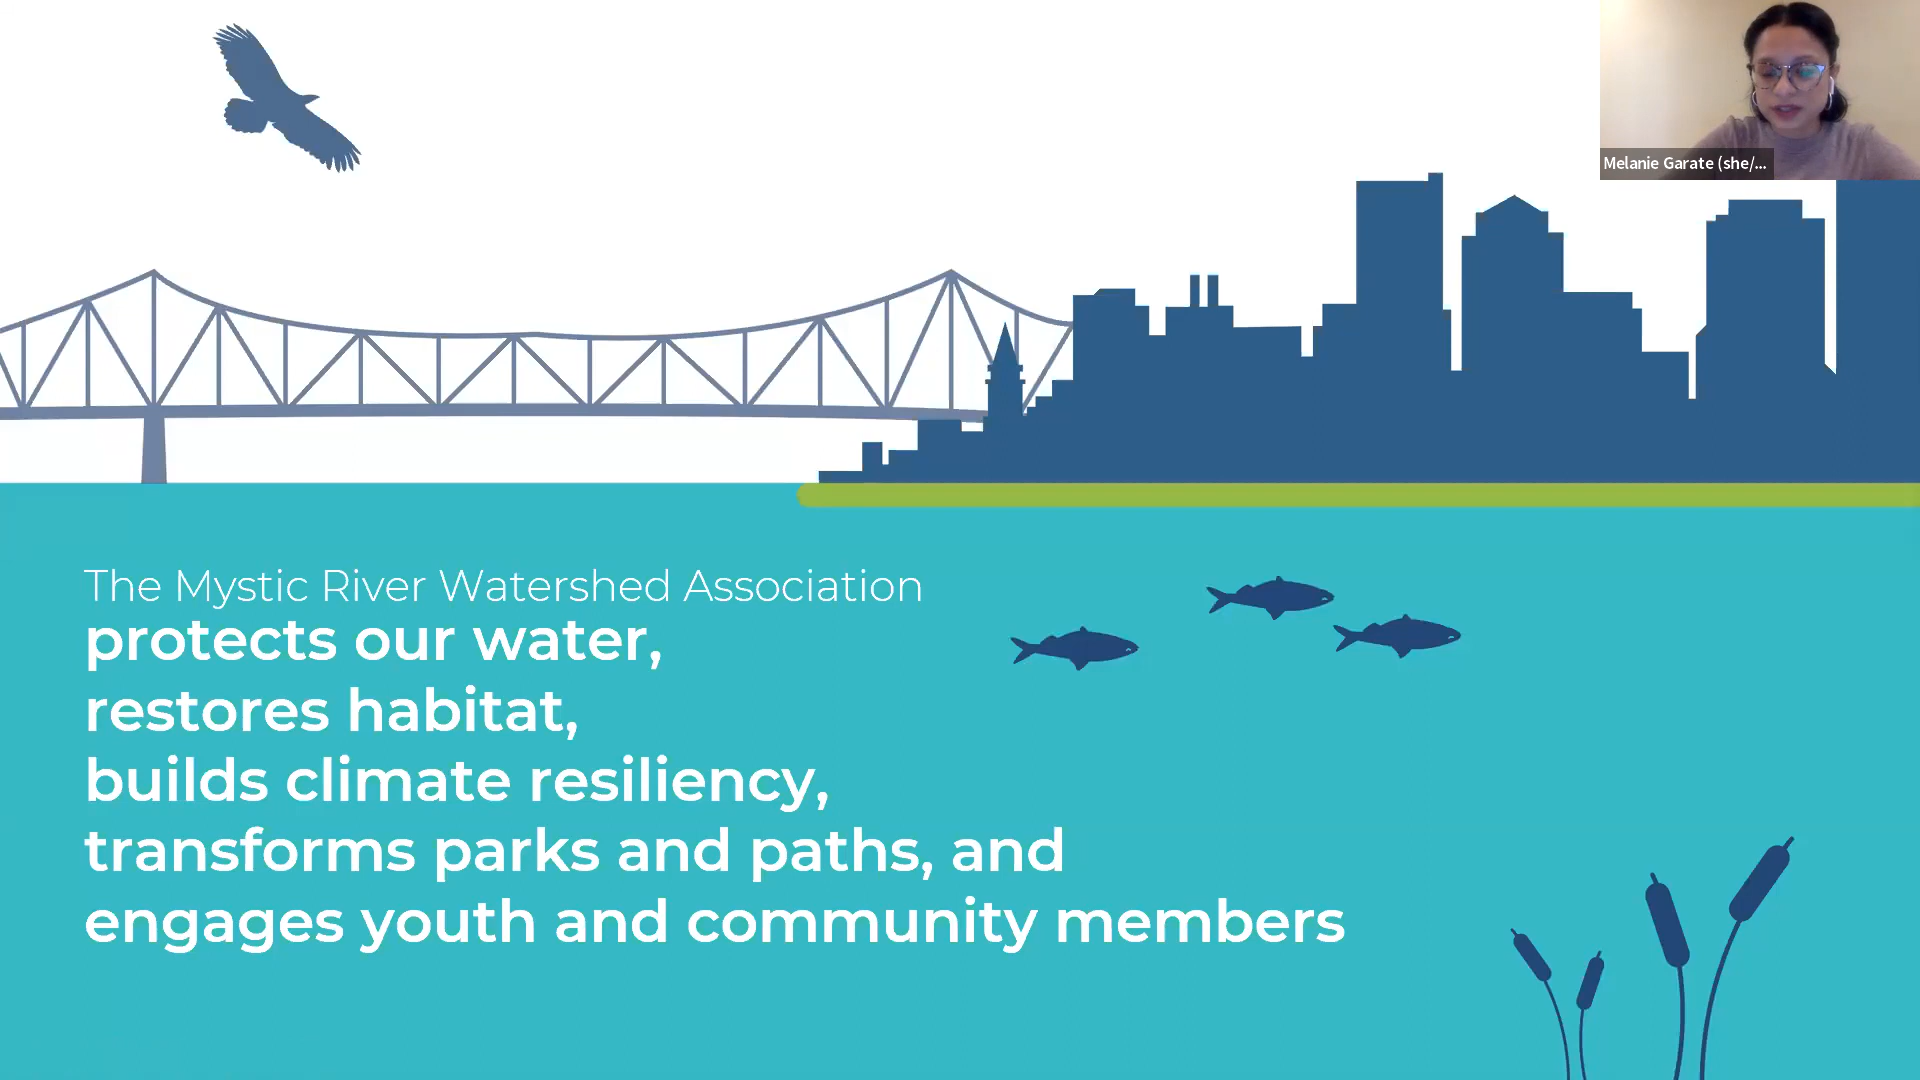 Melanie Garate (she/...
The Mystic River Watershed Association
protects our water,
restores habitat,
builds climate resiliency,
transforms parks and paths, and
engages youth and community members